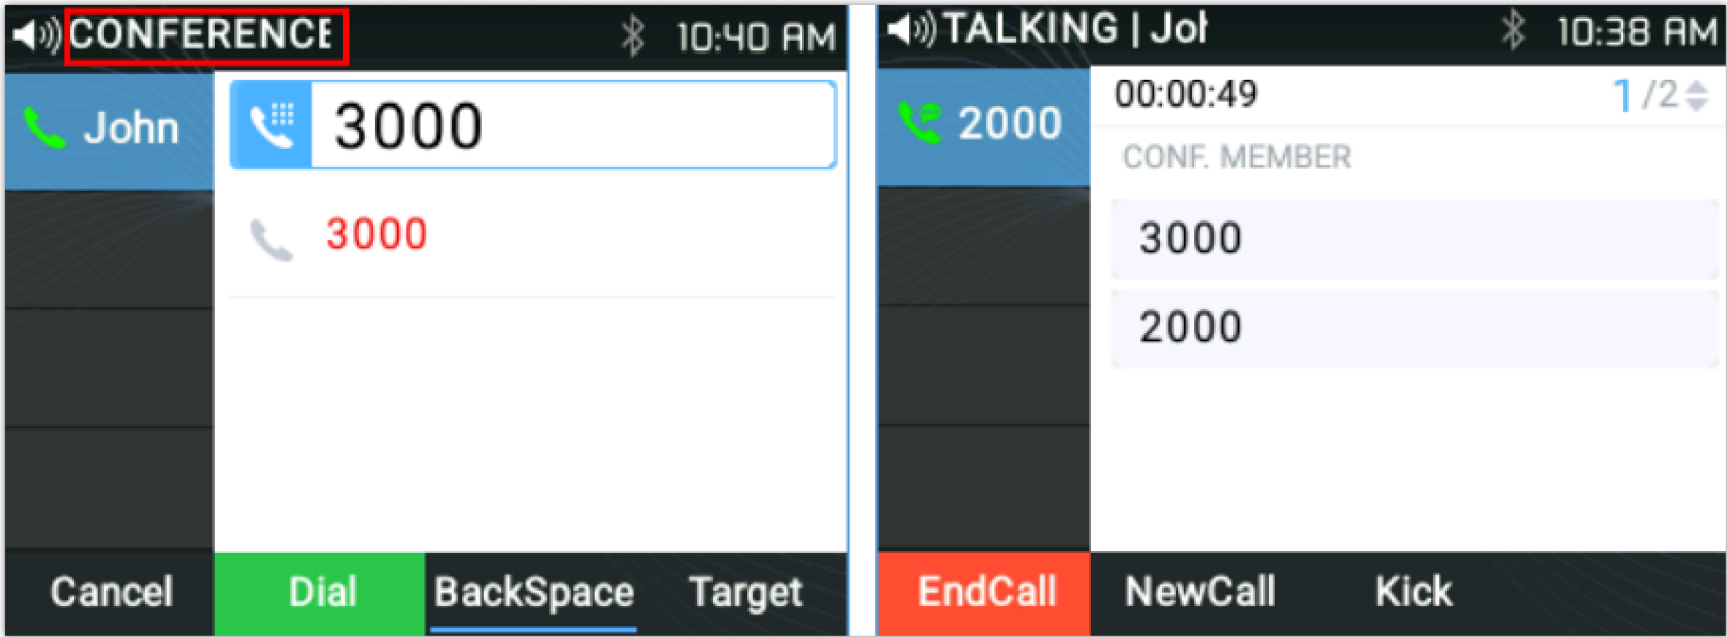 CONFERENCE
10:40 AM
John
3000
3000
Cancel Dial BackSpace Target
TALKING | Joh
10:38 AM
2000
00:00:49
1/2
CONF. MEMBER
3000
2000
EndCall NewCall Kick